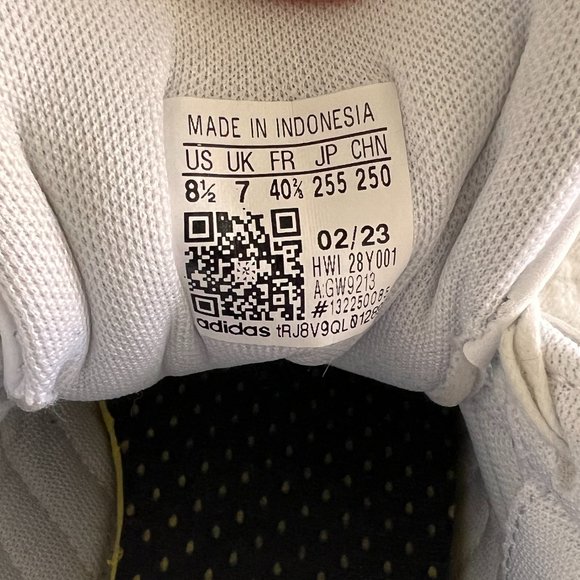 MADE IN INDONESIA
US UK FR JP CHN
8½ 7 40⅔ 255 250
02/23
HWI 28Y001
A:GW9213
#132250085
adidas